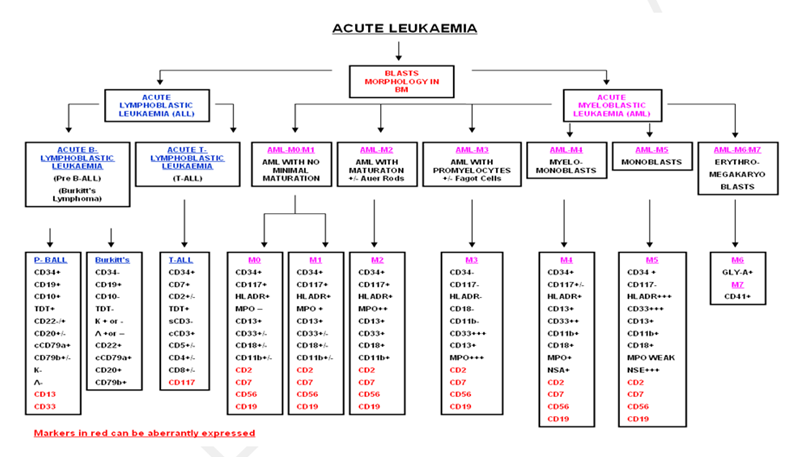 ACUTE LEUKAEMIA
BLASTS
MORPHOLOGY IN
BM
ACUTE
LYMPHOBLASTIC
LEUKAEMIA (ALL)
ACUTE
MYELOBLASTIC
LEUKAEMIA (AML)
ACUTE B-
LYMPHOBLASTIC
LEUKAEMIA
(Pre B-ALL)
(Burkitt's
Lymphoma)
ACUTE T-
LYMPHOBLASTIC
LEUKAEMIA
(T-ALL)
AML-M0-M1
AML WITH NO
MINIMAL
MATURATION
AML-M2
AML WITH
MATURATON
+/- Auer Rods
AML-M3
AML WITH
PROMYELOCYTES
+/- Fagot Cells
AML-M4
MYELO-
MONOBLASTS
AML-M5
MONOBLASTS
AML-M6-M7
ERYTHRO-
MEGAKARYO
BLASTS
P- BALL
CD34+
CD19+
CD10+
TDT+
CD22-/+
CD20+/-
cCD79a+
CD79b+/-
K-
Λ-
CD13
CD33
Burkitt's
CD34-
CD19+
CD10-
TDT-
K + or -
Λ +or –
CD22+
cCD79a+
CD20+
CD79b+
T-ALL
CD34+
CD7+
CD2+/-
TDT+
sCD3-
cCD3+
CD5+/-
CD4+/-
CD8+/-
CD117
M0
CD34+
CD117+
HLADR+
MPO –
CD13+
CD33+/-
CD18+/-
CD11b+/-
CD2
CD7
CD56
CD19
M1
CD34+
CD117+
HLADR+
MPO +
CD13+
CD33+/-
CD18+/-
CD11b+/-
CD2
CD7
CD56
CD19
M2
CD34+
CD117+
HLADR+
MPO++
CD13+
CD33+
CD18+
CD11b+
CD2
CD7
CD56
CD19
M3
CD34-
CD117-
HLADR-
CD18-
CD11b-
CD33+++
CD13+
MPO+++
CD2
CD7
CD56
CD19
M4
CD34+
CD117+/-
HLADR+
CD13+
CD33++
CD11b+
CD18+
MPO+
NSA+
CD2
CD7
CD56
CD19
M5
CD34 +
CD117-
HLADR+++
CD33+++
CD13+
CD11b+
CD18+
MPO WEAK
NSE+++
CD2
CD7
CD56
CD19
M6
GLY-A+
M7
CD41+
Markers in red can be aberrantly expressed